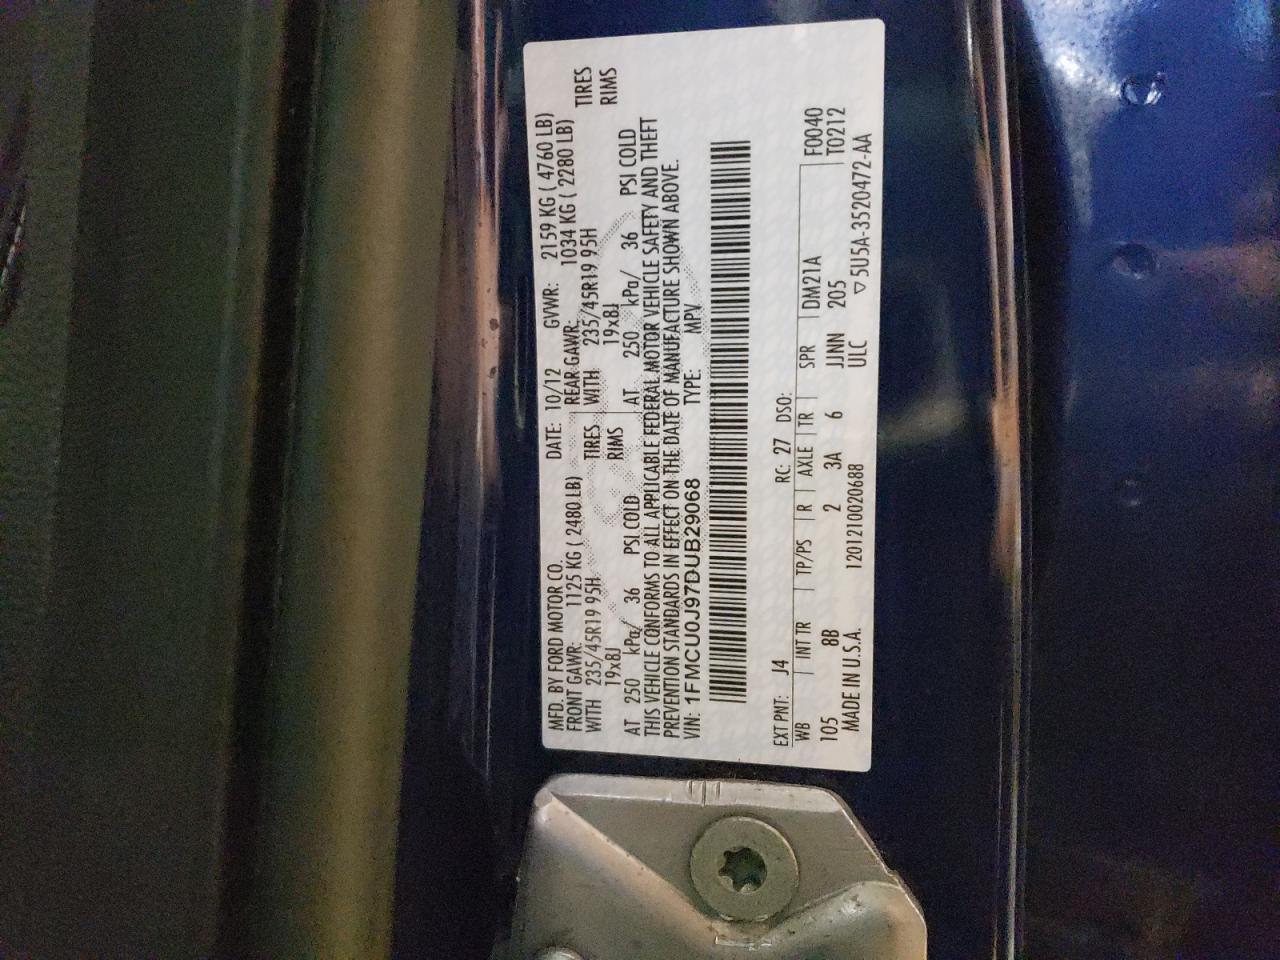 MFD. BY FORD MOTOR CO. DATE: 10/12 GVWR: 2159 KG ( 4760 LB)
FRONT GAWR: 1125 KG ( 2480 LB) REAR GAWR: 1034 KG ( 2280 LB)
WITH 235/45R19 95H TIRES WITH 235/45R19 95H TIRES
19x8J RIMS 19x8J RIMS
AT 250 kPa/ 36 PSI COLD AT 250 kPa/ 36 PSI COLD
THIS VEHICLE CONFORMS TO ALL APPLICABLE FEDERAL MOTOR VEHICLE SAFETY AND THEFT
PREVENTION STANDARDS IN EFFECT ON THE DATE OF MANUFACTURE SHOWN ABOVE.
VIN: 1FMCU0J97DUB29068 TYPE: MPV
EXT PNT: J4 RC: 27 DSO:
WB INT TR TP/PS R AXLE TR SPR DM21A F0040
105 8B 2 3A 6 JJNN 205 T0212
MADE IN U.S.A. 1201210020688 ULC ▽5U5A-3520472-AA